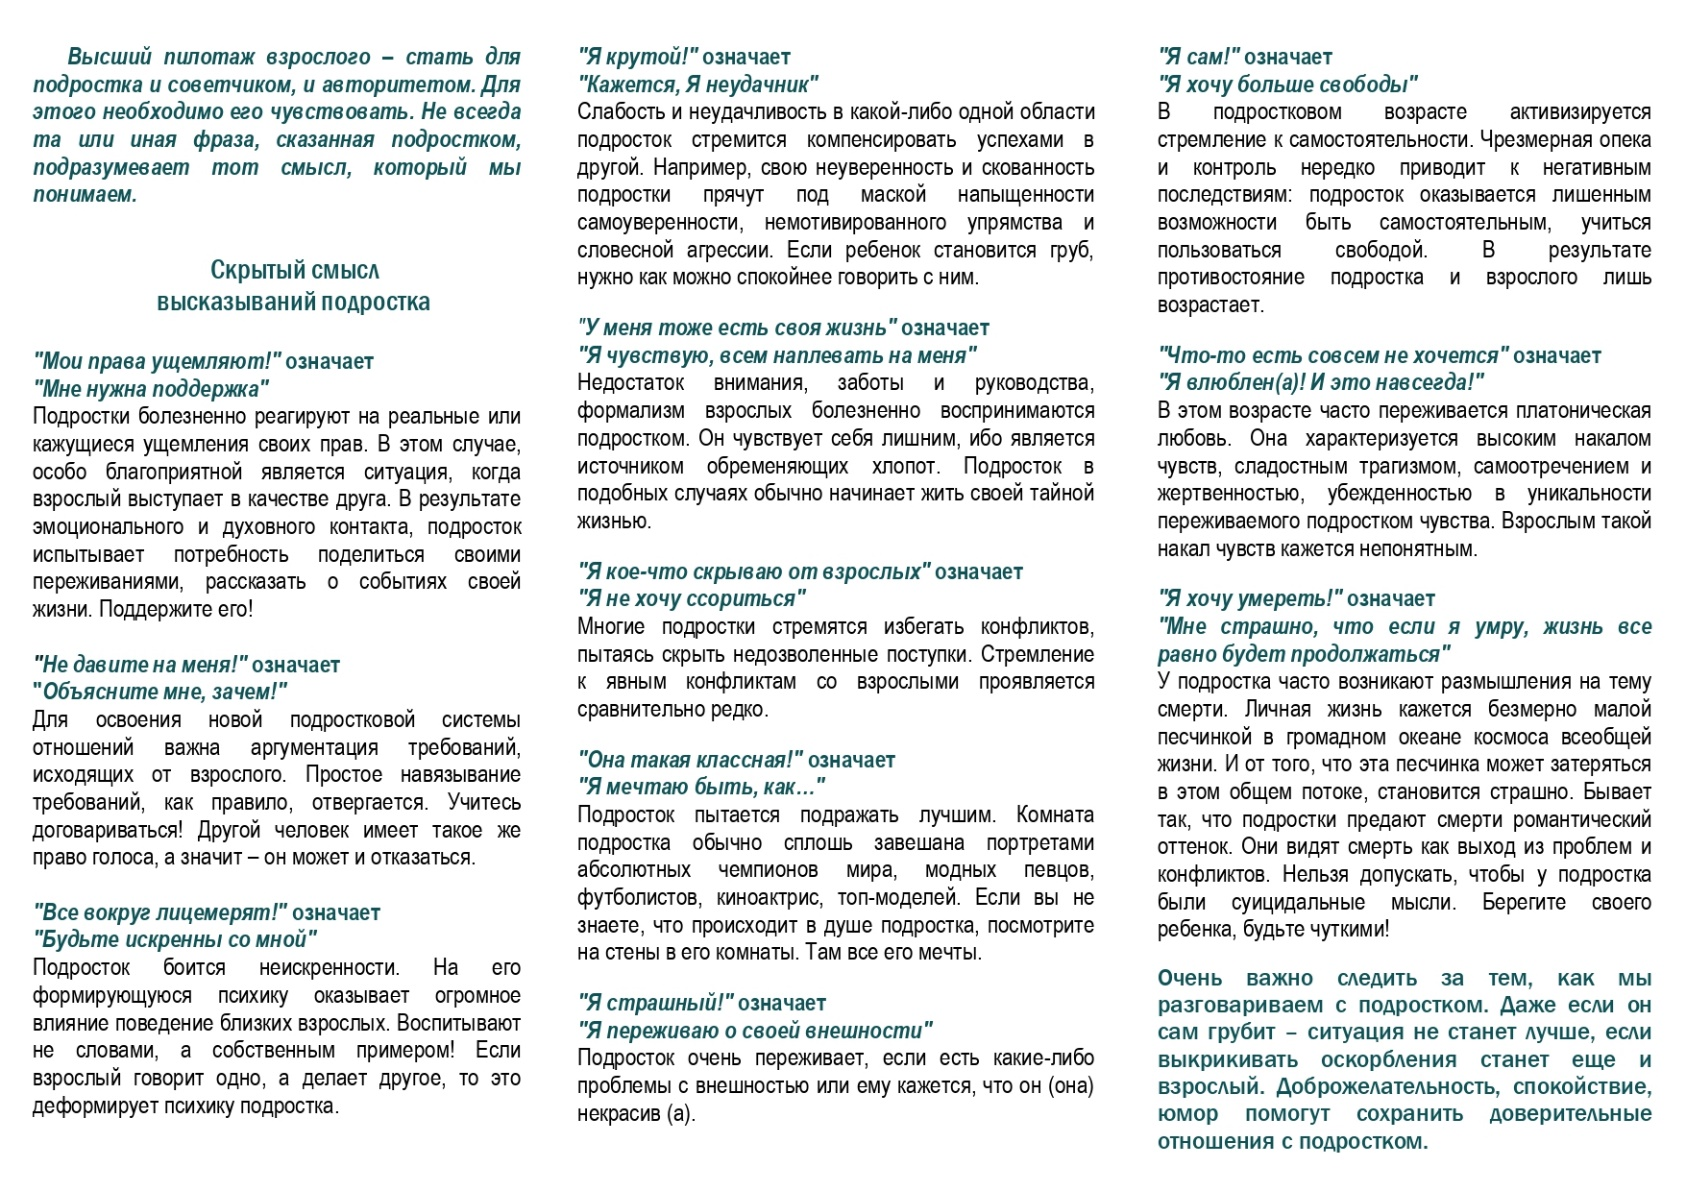 Высший пилотаж взрослого – стать для
подростка и советчиком, и авторитетом. Для
этого необходимо его чувствовать. Не всегда
та или иная фраза, сказанная подростком,
подразумевает тот смысл, который мы
понимаем.
Скрытый смысл
высказываний подростка
"Мои права ущемляют!" означает
"Мне нужна поддержка"
Подростки болезненно реагируют на реальные или
кажущиеся ущемления своих прав. В этом случае,
особо благоприятной является ситуация, когда
взрослый выступает в качестве друга. В результате
эмоционального и духовного контакта, подросток
испытывает потребность поделиться своими
переживаниями, рассказать о событиях своей
жизни. Поддержите его!
"Не давите на меня!" означает
"Объясните мне, зачем!"
Для освоения новой подростковой системы
отношений важна аргументация требований,
исходящих от взрослого. Простое навязывание
требований, как правило, отвергается. Учитесь
договариваться! Другой человек имеет такое же
право голоса, а значит – он может и отказаться.
"Все вокруг лицемерят!" означает
"Будьте искренны со мной"
Подросток боится неискренности. На его
формирующуюся психику оказывает огромное
влияние поведение близких взрослых. Воспитывают
не словами, а собственным примером! Если
взрослый говорит одно, а делает другое, то это
деформирует психику подростка.
"Я крутой!" означает
"Кажется, Я неудачник"
Слабость и неудачливость в какой-либо одной области
подросток стремится компенсировать успехами в
другой. Например, свою неуверенность и скованность
подростки прячут под маской напыщенности
самоуверенности, немотивированного упрямства и
словесной агрессии. Если ребенок становится груб,
нужно как можно спокойнее говорить с ним.
"У меня тоже есть своя жизнь" означает
"Я чувствую, всем наплевать на меня"
Недостаток внимания, заботы и руководства,
формализм взрослых болезненно воспринимаются
подростком. Он чувствует себя лишним, ибо является
источником обременяющих хлопот. Подросток в
подобных случаях обычно начинает жить своей тайной
жизнью.
"Я кое-что скрываю от взрослых" означает
"Я не хочу ссориться"
Многие подростки стремятся избегать конфликтов,
пытаясь скрыть недозволенные поступки. Стремление
к явным конфликтам со взрослыми проявляется
сравнительно редко.
"Она такая классная!" означает
"Я мечтаю быть, как..."
Подросток пытается подражать лучшим. Комната
подростка обычно сплошь завешана портретами
абсолютных чемпионов мира, модных певцов,
футболистов, киноактрис, топ-моделей. Если вы не
знаете, что происходит в душе подростка, посмотрите
на стены в его комнаты. Там все его мечты.
"Я страшный!" означает
"Я переживаю о своей внешности"
Подросток очень переживает, если есть какие-либо
проблемы с внешностью или ему кажется, что он (она)
некрасив (а).
"Я сам!" означает
"Я хочу больше свободы"
В подростковом возрасте активизируется
стремление к самостоятельности. Чрезмерная опека
и контроль нередко приводит к негативным
последствиям: подросток оказывается лишенным
возможности быть самостоятельным, учиться
пользоваться свободой. В результате
противостояние подростка и взрослого лишь
возрастает.
"Что-то есть совсем не хочется" означает
"Я влюблен(а)! И это навсегда!"
В этом возрасте часто переживается платоническая
любовь. Она характеризуется высоким накалом
чувств, сладостным трагизмом, самоотречением и
жертвенностью, убежденностью в уникальности
переживаемого подростком чувства. Взрослым такой
накал чувств кажется непонятным.
"Я хочу умереть!" означает
"Мне страшно, что если я умру, жизнь все
равно будет продолжаться"
У подростка часто возникают размышления на тему
смерти. Личная жизнь кажется безмерно малой
песчинкой в громадном океане космоса всеобщей
жизни. И от того, что эта песчинка может затеряться
в этом общем потоке, становится страшно. Бывает
так, что подростки предают смерти романтический
оттенок. Они видят смерть как выход из проблем и
конфликтов. Нельзя допускать, чтобы у подростка
были суицидальные мысли. Берегите своего
ребенка, будьте чуткими!
Очень важно следить за тем, как мы
разговариваем с подростком. Даже если он
сам грубит – ситуация не станет лучше, если
выкрикивать оскорбления станет еще и
взрослый. Доброжелательность, спокойствие,
юмор помогут сохранить доверительные
отношения с подростком.